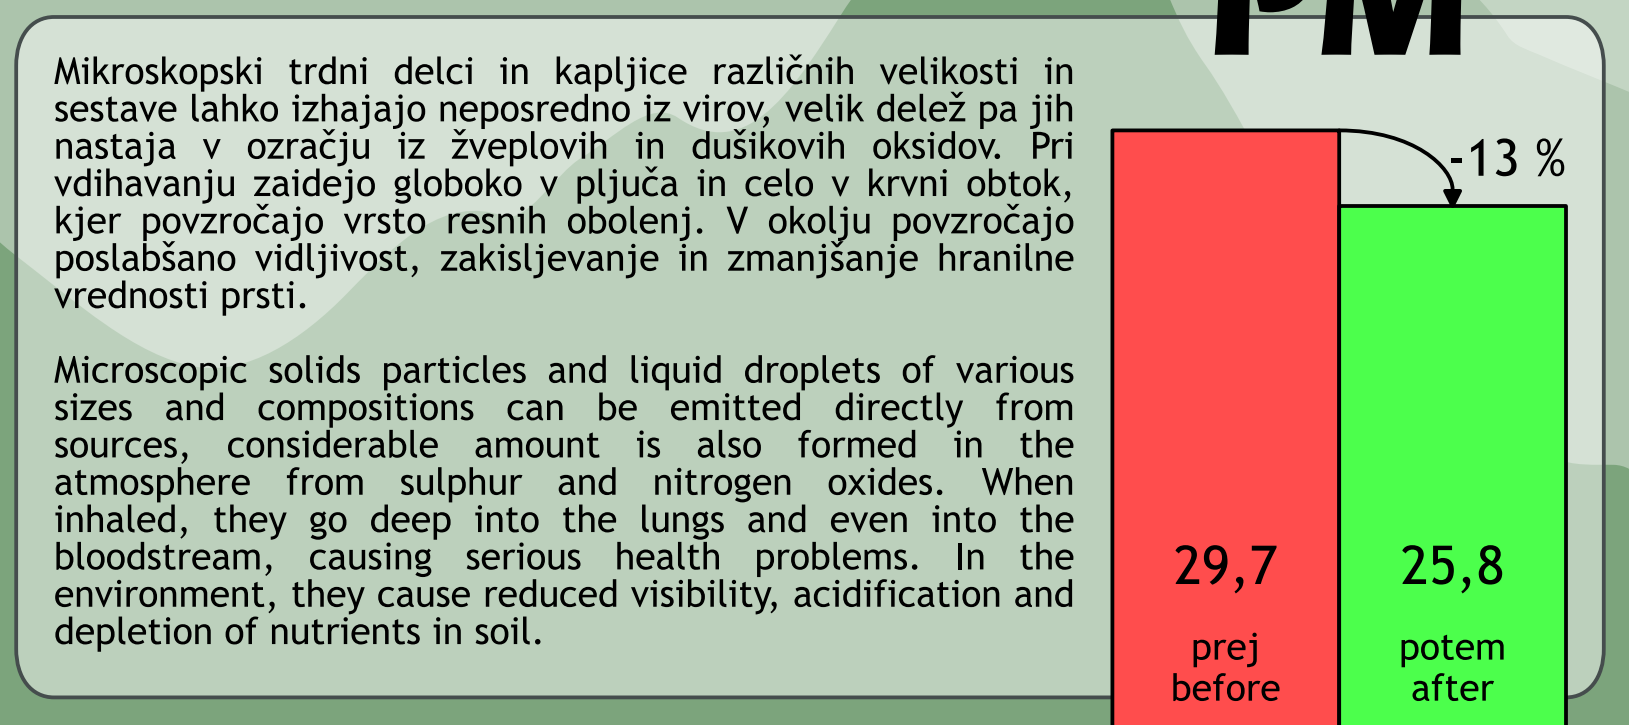 PM
Mikroskopski trdni delci in kapljice različnih velikosti in
sestave lahko izhajajo neposredno iz virov, velik delež pa jih
nastaja v ozračju iz žveplovih in dušikovih oksidov. Pri
vdihavanju zaidejo globoko v pljuča in celo v krvni obtok,
kjer povzročajo vrsto resnih obolenj. V okolju povzročajo
poslabšano vidljivost, zakisljevanje in zmanjšanje hranilne
vrednosti prsti.
Microscopic solids particles and liquid droplets of various
sizes and compositions can be emitted directly from
sources, considerable amount is also formed in the
atmosphere from sulphur and nitrogen oxides. When
inhaled, they go deep into the lungs and even into the
bloodstream, causing serious health problems. In the
environment, they cause reduced visibility, acidification and
depletion of nutrients in soil.
-13 %
29,7
prej
before
25,8
potem
after